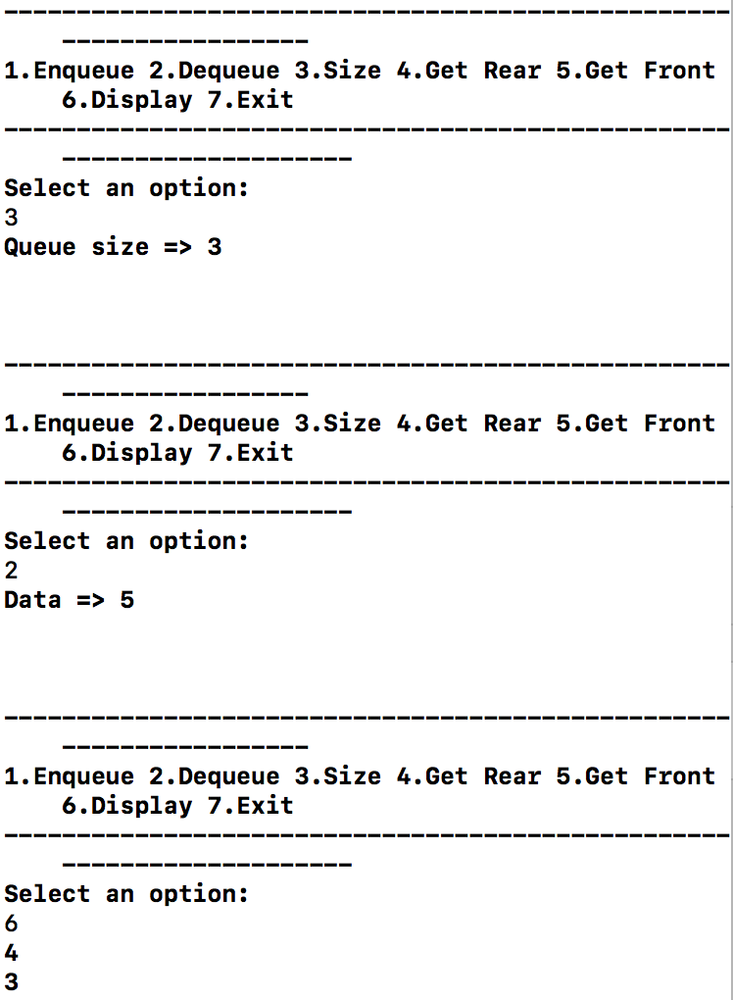 --------------------------------------------------
    -----------------
1.Enqueue 2.Dequeue 3.Size 4.Get Rear 5.Get Front
    6.Display 7.Exit
--------------------------------------------------
    --------------------
Select an option:
3
Queue size => 3
--------------------------------------------------
    -----------------
1.Enqueue 2.Dequeue 3.Size 4.Get Rear 5.Get Front
    6.Display 7.Exit
--------------------------------------------------
    --------------------
Select an option:
2
Data => 5
--------------------------------------------------
    -----------------
1.Enqueue 2.Dequeue 3.Size 4.Get Rear 5.Get Front
    6.Display 7.Exit
--------------------------------------------------
    --------------------
Select an option:
6
4
3